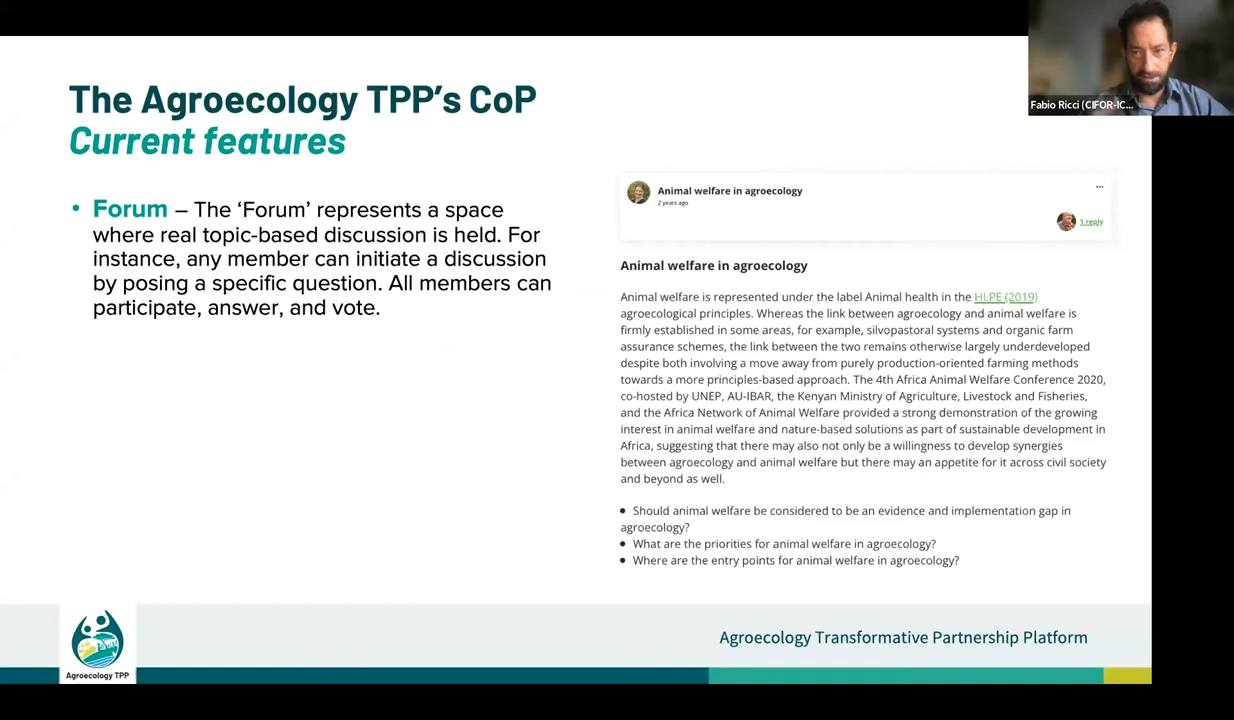 Fabio Ricci (CIFOR-IC...
The Agroecology TPP's CoP
Current features
• Forum – The ‘Forum’ represents a space
where real topic-based discussion is held. For
instance, any member can initiate a discussion
by posing a specific question. All members can
participate, answer, and vote.
Animal welfare in agroecology
2 years ago
...
1 reply
Animal welfare in agroecology
Animal welfare is represented under the label Animal health in the HLPE (2019)
agroecological principles. Whereas the link between agroecology and animal welfare is
firmly established in some areas, for example, silvopastoral systems and organic farm
assurance schemes, the link between the two remains otherwise largely underdeveloped
despite both involving a move away from purely production-oriented farming methods
towards a more principles-based approach. The 4th Africa Animal Welfare Conference 2020,
co-hosted by UNEP, AU-IBAR, the Kenyan Ministry of Agriculture, Livestock and Fisheries,
and the Africa Network of Animal Welfare provided a strong demonstration of the growing
interest in animal welfare and nature-based solutions as part of sustainable development in
Africa, suggesting that there may also not only be a willingness to develop synergies
between agroecology and animal welfare but there may an appetite for it across civil society
and beyond as well.
• Should animal welfare be considered to be an evidence and implementation gap in
agroecology?
• What are the priorities for animal welfare in agroecology?
• Where are the entry points for animal welfare in agroecology?
Agroecology TPP
Agroecology Transformative Partnership Platform